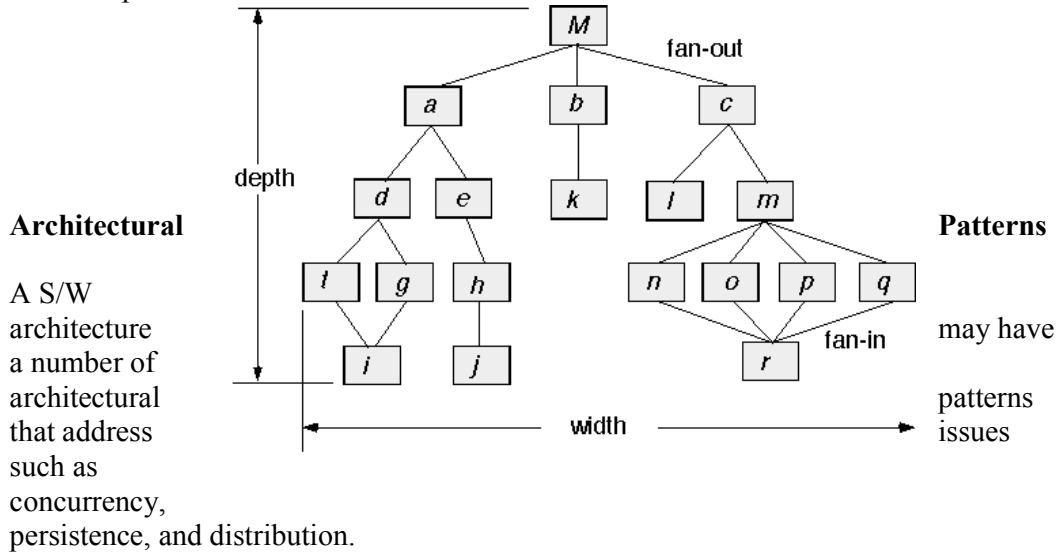 M
fan-out
a b c
depth
d e k l m
Architectural Patterns
t g h n o p q
A S/W
architecture may have
fan-in
a number of
i j r
architectural patterns
width
that address issues
such as
concurrency,
persistence, and distribution.